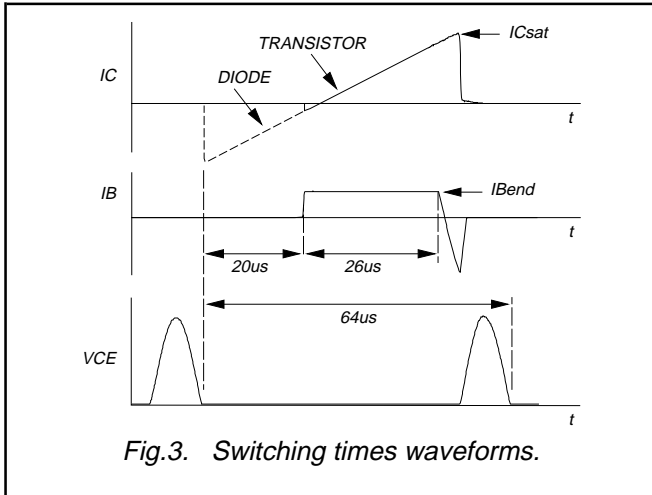 ICsat
TRANSISTOR
DIODE
IC
t
IB
IBend
t
20us
26us
64us
VCE
t
Fig.3. Switching times waveforms.